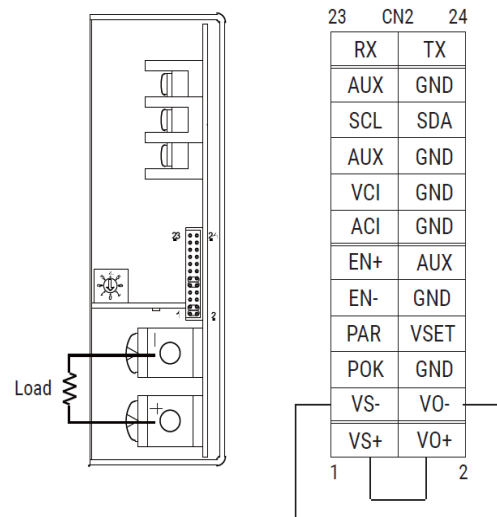 23 CN2 24
RX TX
AUX GND
SCL SDA
AUX GND
VCI GND
ACI GND
EN+ AUX
EN- GND
PAR VSET
POK GND
VS- VO-
VS+ VO+
1 2
23
2
-
+
Load